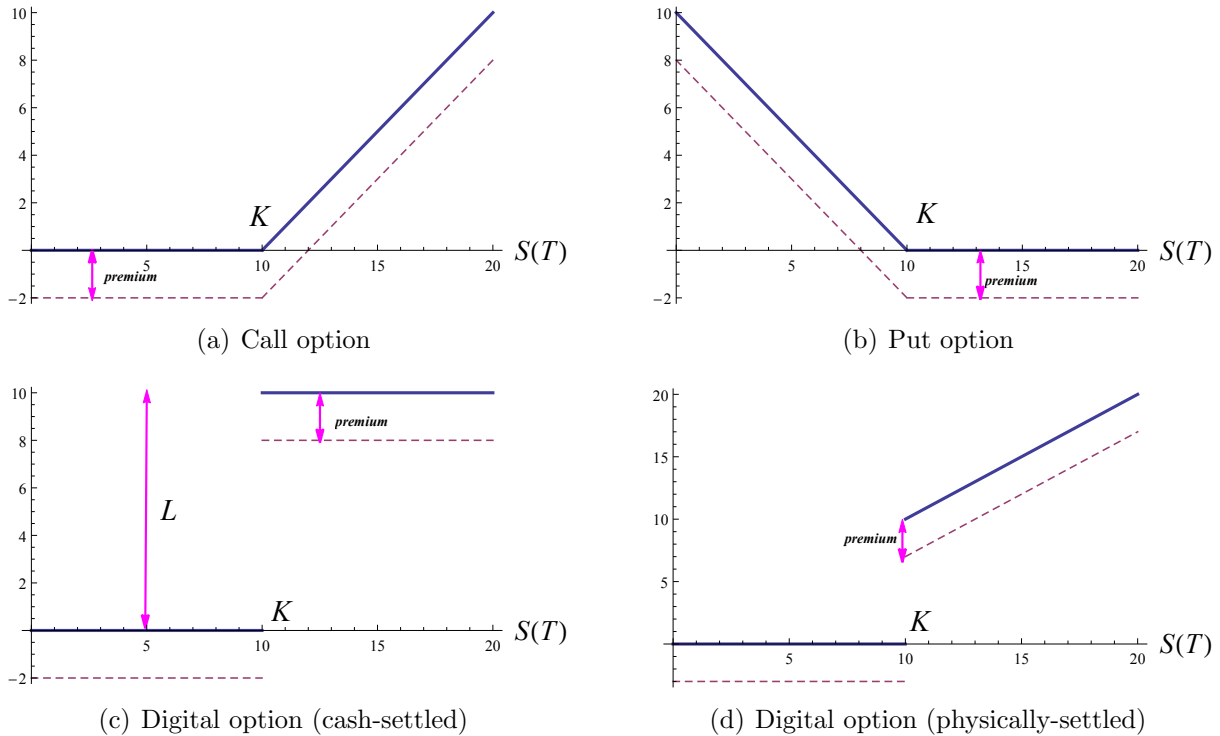 10
8
6
4
2
-2
K
5
10
15
20
S(T)
premium
(a) Call option
10
8
6
4
2
-2
K
5
10
15
20
S(T)
premium
(b) Put option
10
8
6
4
2
-2
premium
L
K
5
10
15
20
S(T)
(c) Digital option (cash-settled)
20
15
10
5
premium
K
5
10
15
20
S(T)
(d) Digital option (physically-settled)